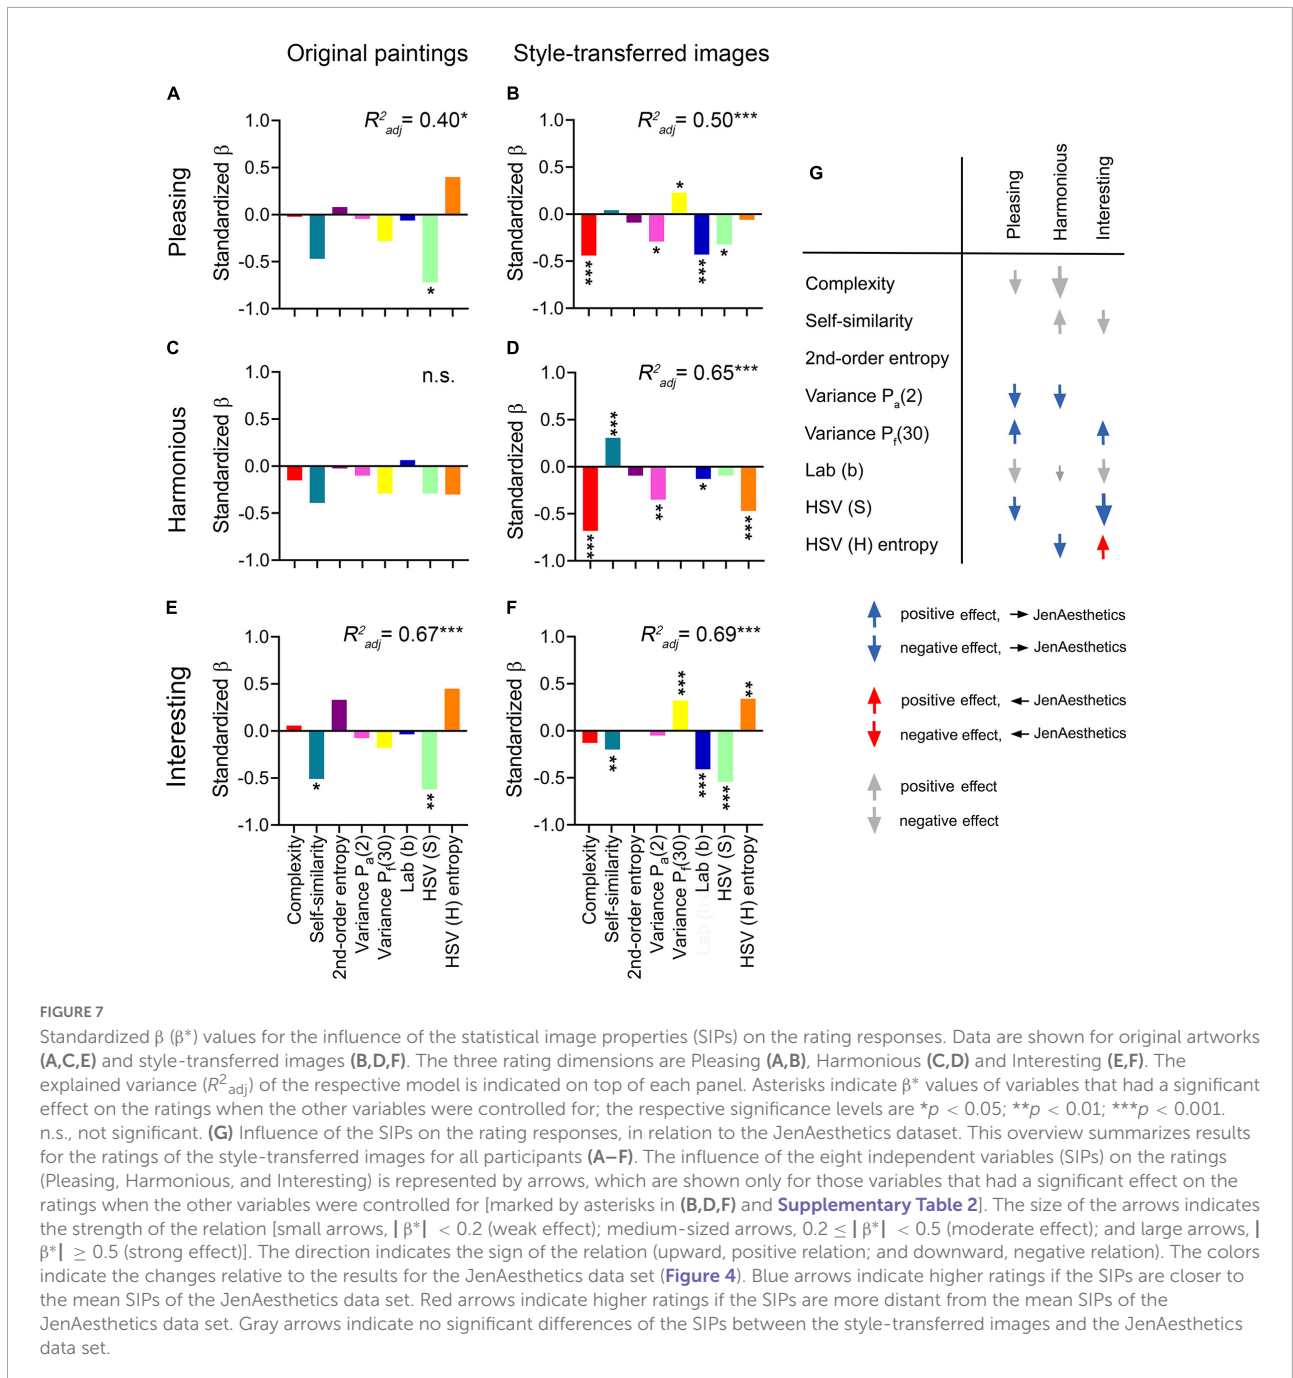 Original paintings
Style-transferred images
A
Pleasing
Standardized β
1.0
0.5
0.0
-0.5
-1.0
R²adj= 0.40*
*
B
Standardized β
1.0
0.5
0.0
-0.5
-1.0
R²adj= 0.50***
***
*
*
***
*
C
Harmonious
Standardized β
1.0
0.5
0.0
-0.5
-1.0
n.s.
D
Standardized β
1.0
0.5
0.0
-0.5
-1.0
R²adj= 0.65***
***
***
**
*
***
E
Interesting
Standardized β
1.0
0.5
0.0
-0.5
-1.0
R²adj= 0.67***
*
**
Complexity
Self-similarity
2nd-order entropy
Variance Pa(2)
Variance Pf(30)
Lab (b)
HSV (S)
HSV (H) entropy
F
Standardized β
1.0
0.5
0.0
-0.5
-1.0
R²adj= 0.69***
**
***
***
***
**
Complexity
Self-similarity
2nd-order entropy
Variance Pa(2)
Variance Pf(30)
Lab (b)
HSV (S)
HSV (H) entropy
G
Pleasing
Harmonious
Interesting
Complexity
Self-similarity
2nd-order entropy
Variance Pa(2)
Variance Pf(30)
Lab (b)
HSV (S)
HSV (H) entropy
positive effect, → JenAesthetics
negative effect, → JenAesthetics
positive effect, ← JenAesthetics
negative effect, ← JenAesthetics
positive effect
negative effect
FIGURE 7
Standardized β (β*) values for the influence of the statistical image properties (SIPs) on the rating responses. Data are shown for original artworks
(A,C,E) and style-transferred images (B,D,F). The three rating dimensions are Pleasing (A,B), Harmonious (C,D) and Interesting (E,F). The
explained variance (R²adj) of the respective model is indicated on top of each panel. Asterisks indicate β* values of variables that had a significant
effect on the ratings when the other variables were controlled for; the respective significance levels are *p < 0.05; **p < 0.01; ***p < 0.001.
n.s., not significant. (G) Influence of the SIPs on the rating responses, in relation to the JenAesthetics dataset. This overview summarizes results
for the ratings of the style-transferred images for all participants (A–F). The influence of the eight independent variables (SIPs) on the ratings
(Pleasing, Harmonious, and Interesting) is represented by arrows, which are shown only for those variables that had a significant effect on the
ratings when the other variables were controlled for [marked by asterisks in (B,D,F) and Supplementary Table 2]. The size of the arrows indicates
the strength of the relation [small arrows, | β*| < 0.2 (weak effect); medium-sized arrows, 0.2 ≤ | β*| < 0.5 (moderate effect); and large arrows, |
β*| ≥ 0.5 (strong effect)]. The direction indicates the sign of the relation (upward, positive relation; and downward, negative relation). The colors
indicate the changes relative to the results for the JenAesthetics data set (Figure 4). Blue arrows indicate higher ratings if the SIPs are closer to
the mean SIPs of the JenAesthetics data set. Red arrows indicate higher ratings if the SIPs are more distant from the mean SIPs of the
JenAesthetics data set. Gray arrows indicate no significant differences of the SIPs between the style-transferred images and the JenAesthetics
data set.